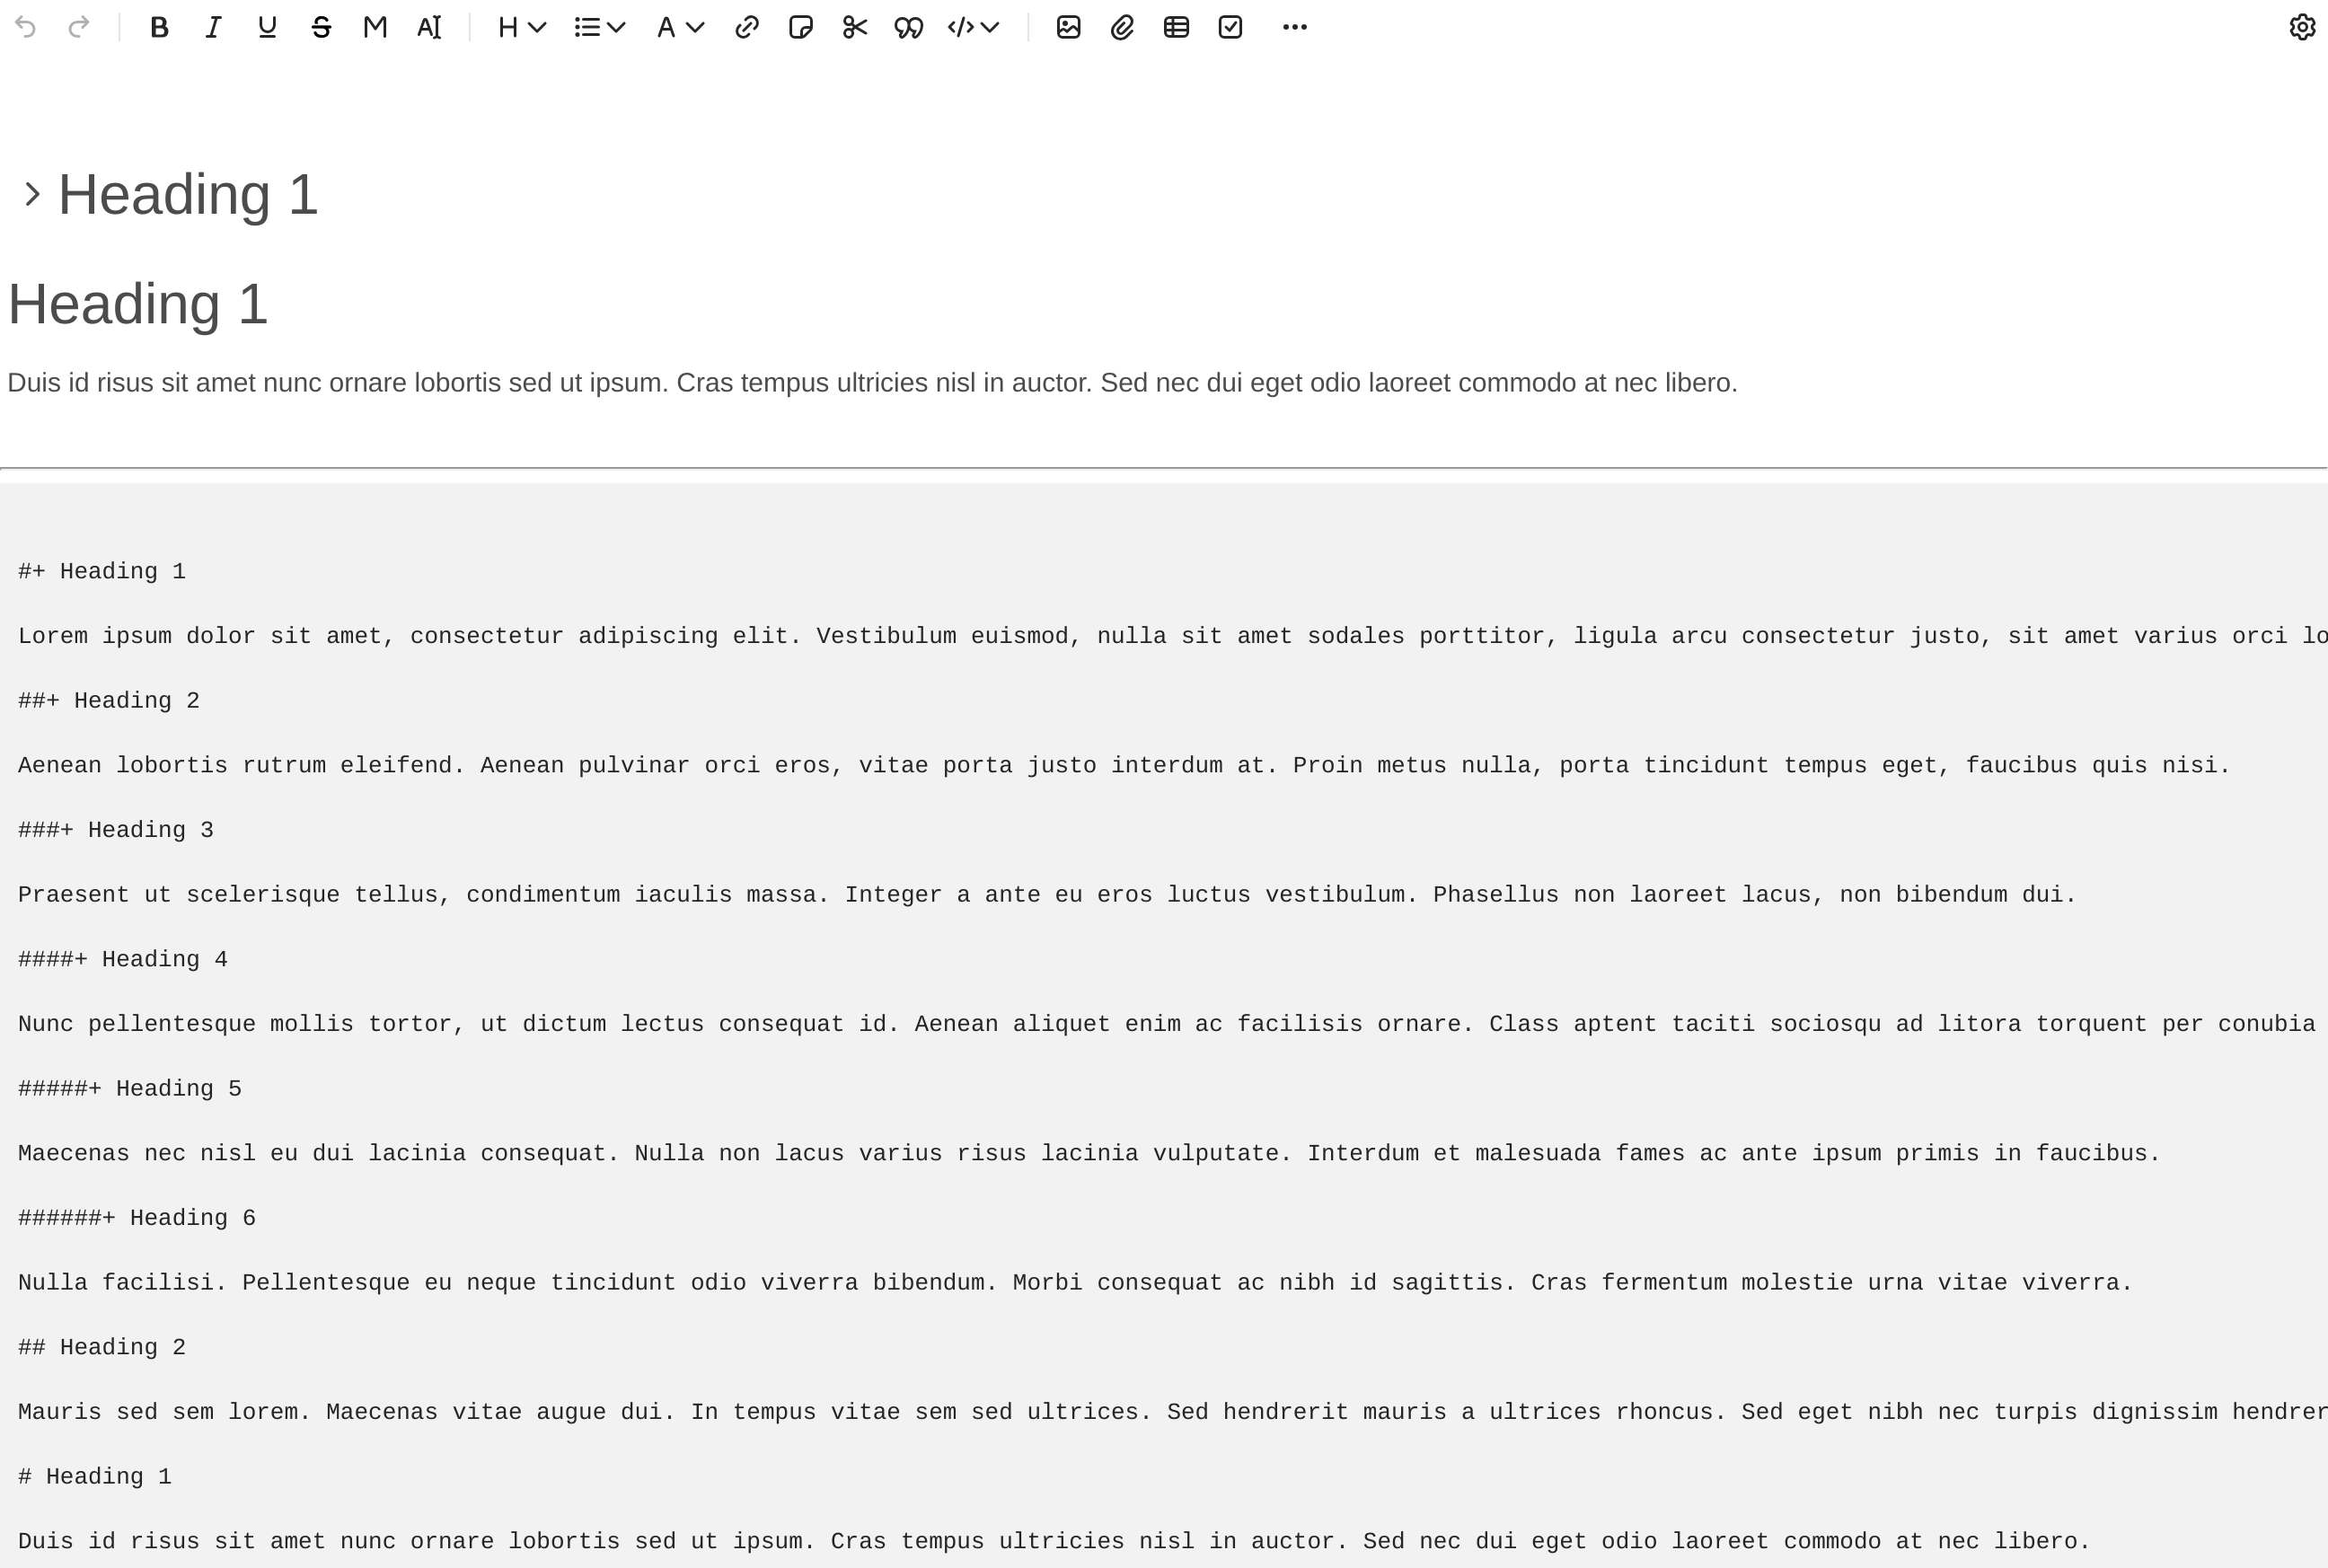 Heading 1
Heading 1
Duis id risus sit amet nunc ornare lobortis sed ut ipsum. Cras tempus ultricies nisl in auctor. Sed nec dui eget odio laoreet commodo at nec libero.
#+ Heading 1
Lorem ipsum dolor sit amet, consectetur adipiscing elit. Vestibulum euismod, nulla sit amet sodales porttitor, ligula arcu consectetur justo, sit amet varius orci lo
##+ Heading 2
Aenean lobortis rutrum eleifend. Aenean pulvinar orci eros, vitae porta justo interdum at. Proin metus nulla, porta tincidunt tempus eget, faucibus quis nisi.
###+ Heading 3
Praesent ut scelerisque tellus, condimentum iaculis massa. Integer a ante eu eros luctus vestibulum. Phasellus non laoreet lacus, non bibendum dui.
####+ Heading 4
Nunc pellentesque mollis tortor, ut dictum lectus consequat id. Aenean aliquet enim ac facilisis ornare. Class aptent taciti sociosqu ad litora torquent per conubia
#####+ Heading 5
Maecenas nec nisl eu dui lacinia consequat. Nulla non lacus varius risus lacinia vulputate. Interdum et malesuada fames ac ante ipsum primis in faucibus.
######+ Heading 6
Nulla facilisi. Pellentesque eu neque tincidunt odio viverra bibendum. Morbi consequat ac nibh id sagittis. Cras fermentum molestie urna vitae viverra.
## Heading 2
Mauris sed sem lorem. Maecenas vitae augue dui. In tempus vitae sem sed ultrices. Sed hendrerit mauris a ultrices rhoncus. Sed eget nibh nec turpis dignissim hendrer
# Heading 1
Duis id risus sit amet nunc ornare lobortis sed ut ipsum. Cras tempus ultricies nisl in auctor. Sed nec dui eget odio laoreet commodo at nec libero.